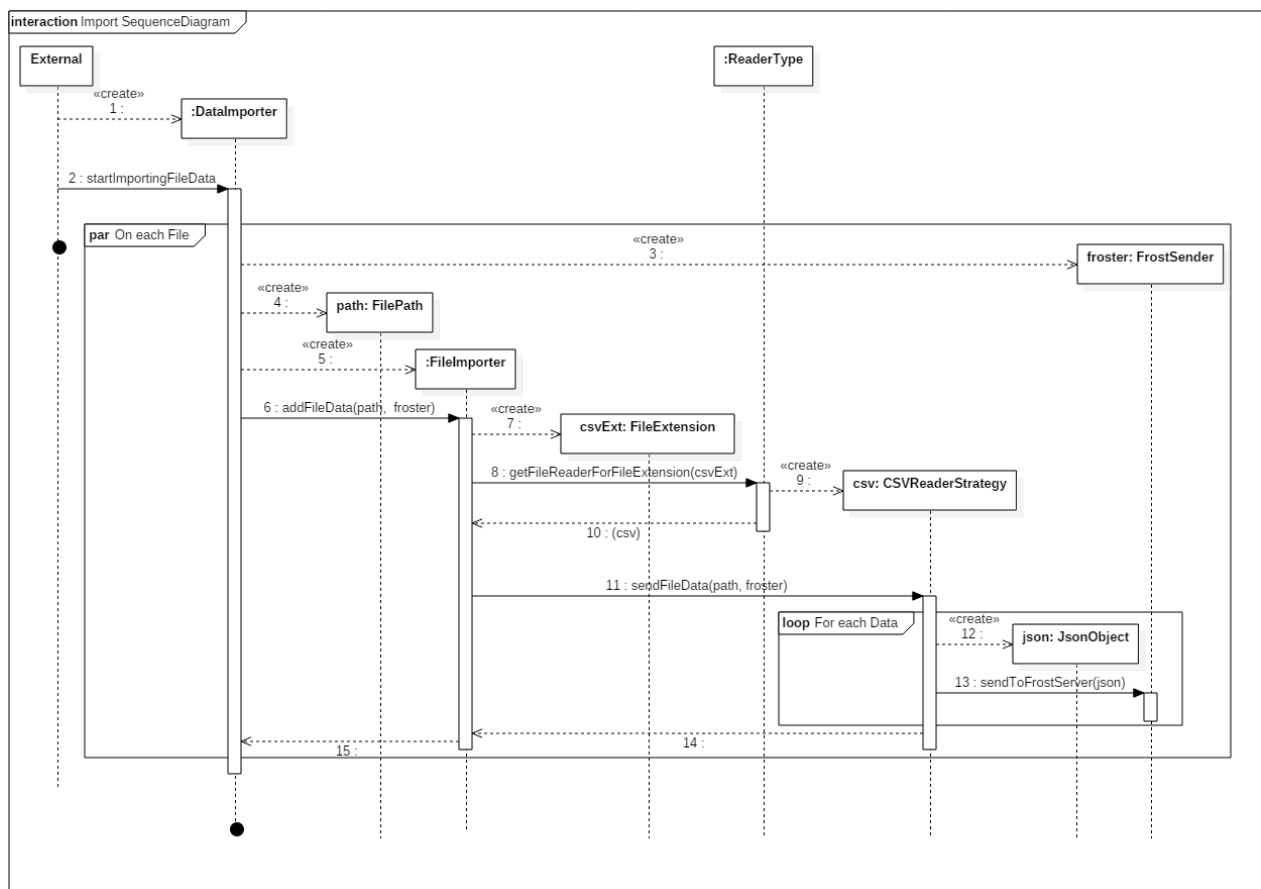 interaction Import SequenceDiagram
External
:ReaderType
«create»
1 :
:DataImporter
2 : startImportingFileData
par On each File
«create»
3 :
froster: FrostSender
«create»
4 :
path: FilePath
«create»
5 :
:FileImporter
6 : addFileData(path, froster)
«create»
7 :
csvExt: FileExtension
8 : getFileReaderForFileExtension(csvExt)
«create»
9 :
csv: CSVReaderStrategy
10 : (csv)
11 : sendFileData(path, froster)
loop For each Data
«create»
12 :
json: JsonObject
13 : sendToFrostServer(json)
14 :
15 :